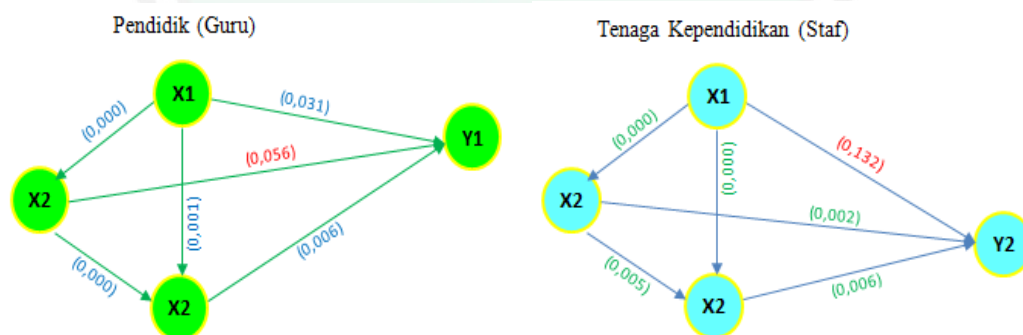 Pendidik (Guru)
X1
(0,000)
(0,031)
Y1
(0,056)
X2
(0,001)
(0,006)
(0,000)
X2
Tenaga Kependidikan (Staf)
X1
(0,000)
(0,132)
(0,000)
X2
(0,002)
Y2
(0,005)
(0,006)
X2